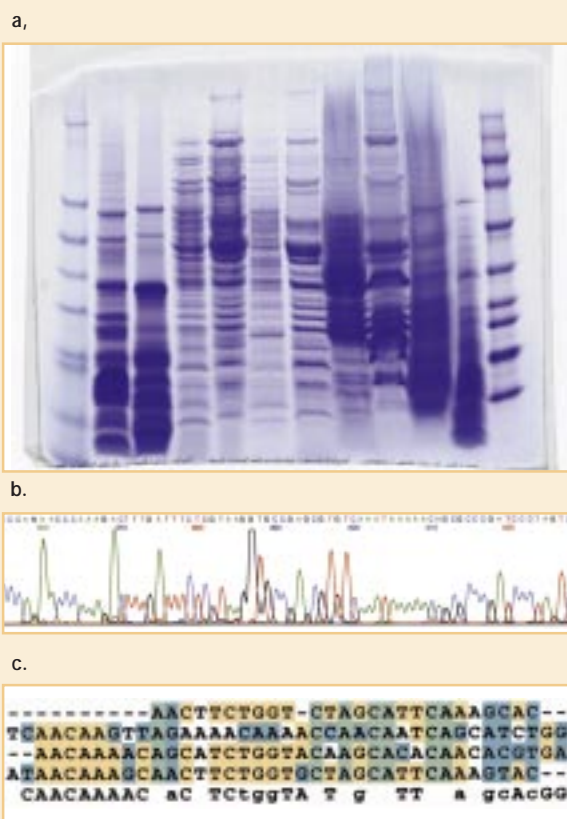 a,
b.
c.
----------AACTTCTGGT-CTAGCATTCAAAGCAC--
TCAACAAGTTAGAAAACAAAACCAACAATCAGCATCTGG
--AACAAAACAGCATCTGGTACAAGCACACAACACGTGA
ATAACAAAGCAACTTCTGGTGCTAGCATTCAAAGTAC--
CAACAAAAC aC TCtggTA T g TT a gcAcGG